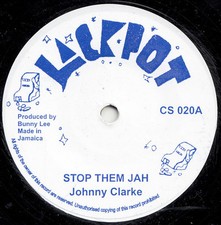 JACKPOT
CS 020A
Produced by
Bunny Lee
Made in
Jamaica
STOP THEM JAH
Johnny Clarke
All rights of the owner of this record are reserved. Unauthorised copying of this record prohibited.